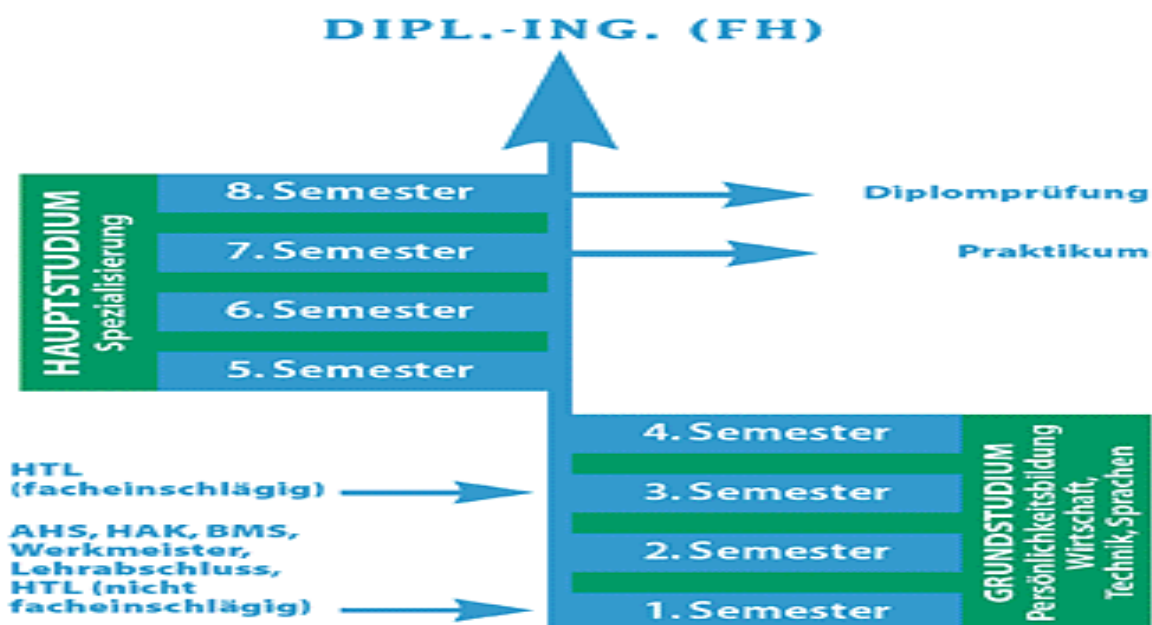 DIPL.-ING. (FH)
HAUPTSTUDIUM
Spezialisierung
8. Semester
Diplomprüfung
7. Semester
Praktikum
6. Semester
5. Semester
4. Semester
HTL
(facheinschlägig)
3. Semester
AHS, HAK, BMS,
Werkmeister,
Lehrabschluss,
HTL (nicht
facheinschlägig)
2. Semester
1. Semester
GRUNDSTUDIUM
Persönlichkeitsbildung
Wirtschaft,
Technik, Sprachen